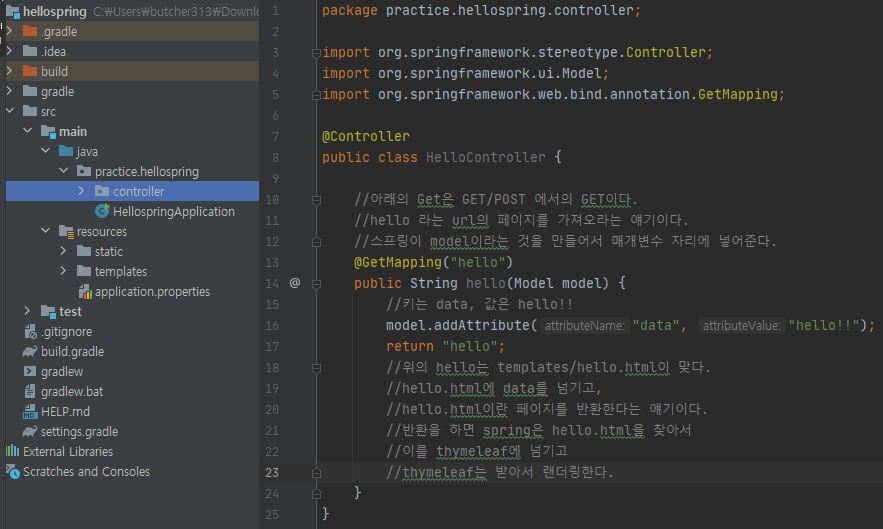 hellospring C:₩Users₩butcher313₩Downlo
.gradle
.idea
build
gradle
src
main
java
practice.hellospring
controller
HellospringApplication
resources
static
templates
application.properties
test
.gitignore
build.gradle
gradlew
gradlew.bat
HELP.md
settings.gradle
External Libraries
Scratches and Consoles
1 package practice.hellospring.controller;
2
3 import org.springframework.stereotype.Controller;
4 import org.springframework.ui.Model;
5 import org.springframework.web.bind.annotation.GetMapping;
6
7 @Controller
8 public class HelloController {
9
10 //아래의 Get은 GET/POST 에서의 GET이다.
11 //hello 라는 url의 페이지를 가져오라는 얘기이다.
12 //스프링이 model이라는 것을 만들어서 매개변수 자리에 넣어준다.
13 @GetMapping("hello")
14 @ public String hello(Model model) {
15 //키는 data, 값은 hello!!
16 model.addAttribute( attributeName: "data", attributeValue: "hello!!");
17 return "hello";
18 //위의 hello는 templates/hello.html이 맞다.
19 //hello.html에 data를 넘기고,
20 //hello.html이란 페이지를 반환한다는 얘기이다.
21 //반환을 하면 spring은 hello.html을 찾아서
22 //이를 thymeleaf에 넘기고
23 //thymeleaf는 받아서 랜더링한다.
24 }
25 }